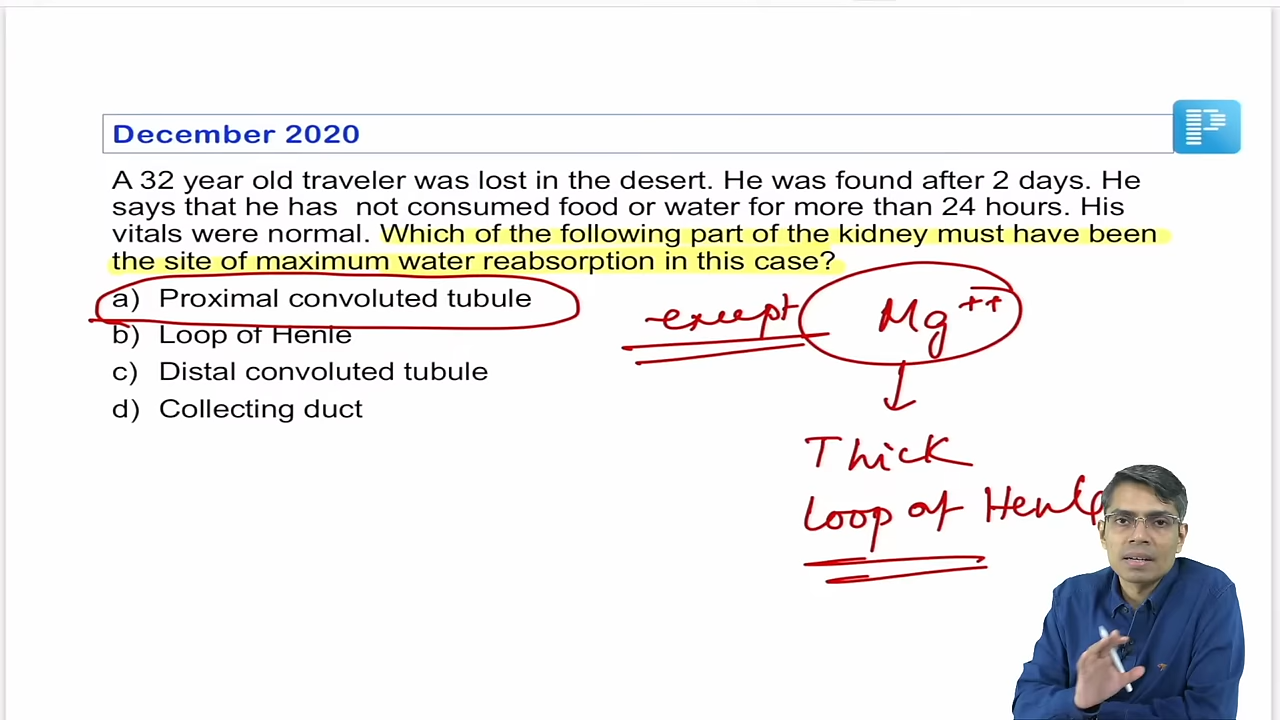 December 2020
A 32 year old traveler was lost in the desert. He was found after 2 days. He
says that he has not consumed food or water for more than 24 hours. His
vitals were normal. Which of the following part of the kidney must have been
the site of maximum water reabsorption in this case?
a) Proximal convoluted tubule
b) Loop of Henle
c) Distal convoluted tubule
d) Collecting duct
except Mg++
Thick
Loop of Henle